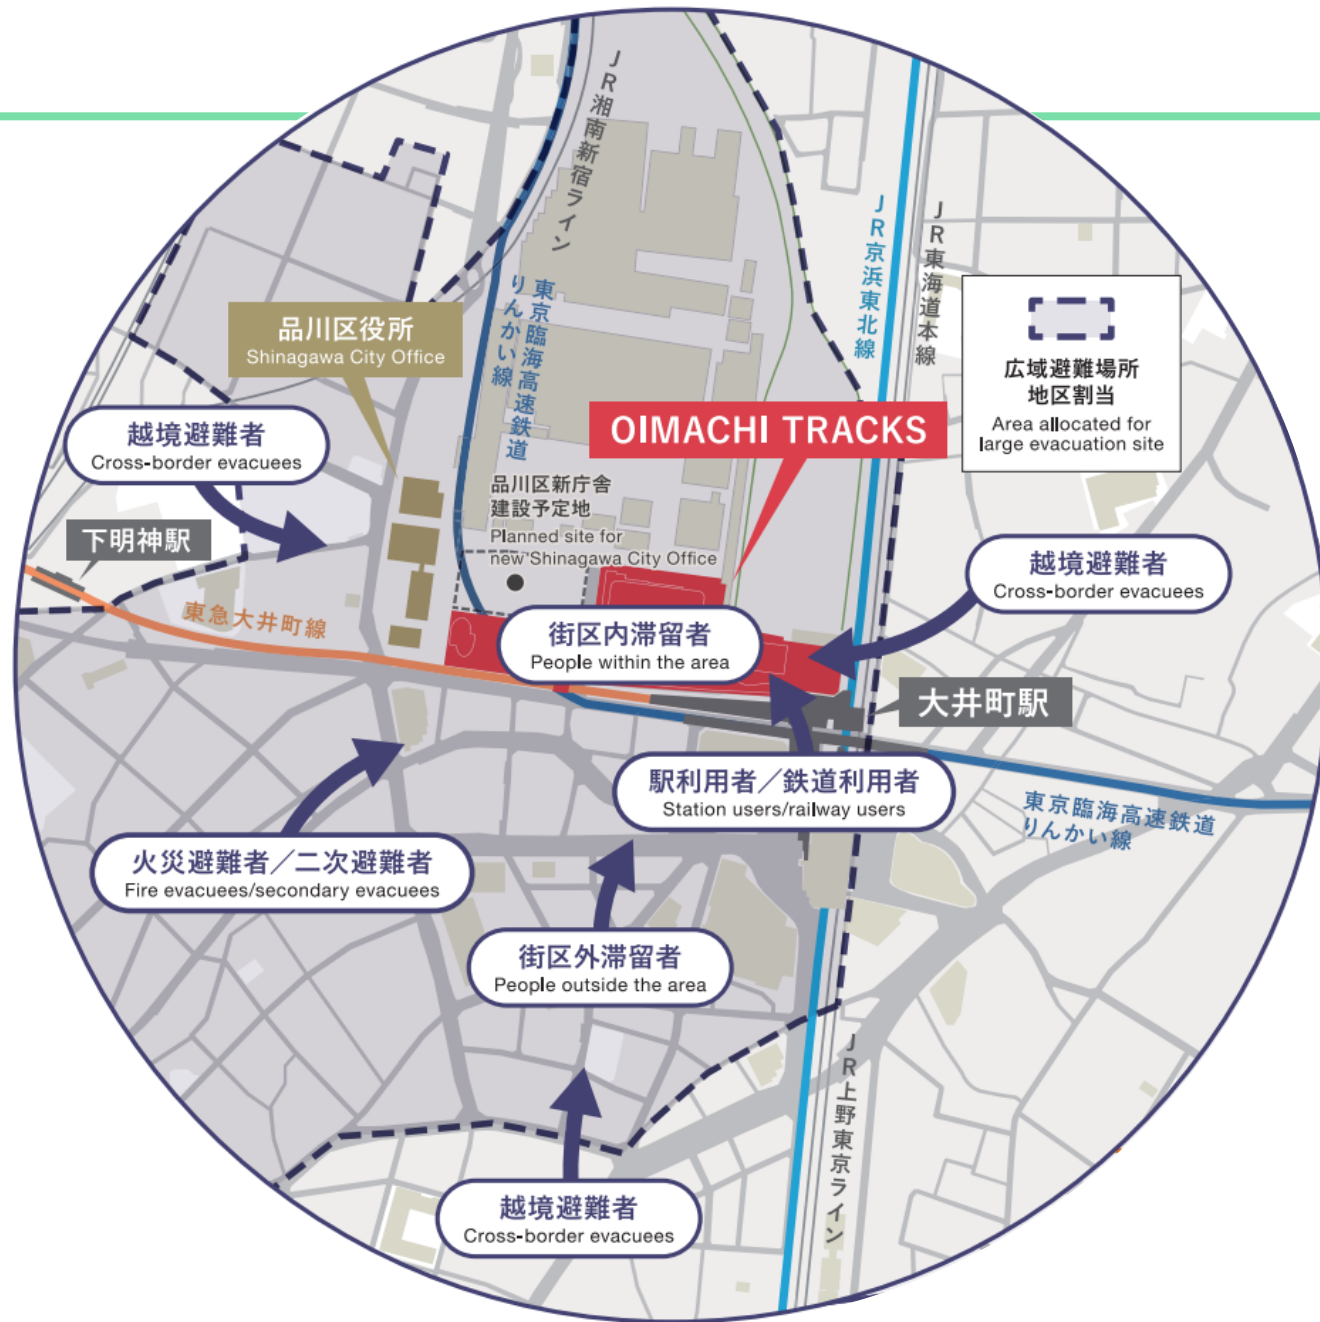 JR湘南新宿ライン
JR京浜東北線
JR東海道本線
東京臨海高速鉄道
りんかい線
品川区役所
Shinagawa City Office
広域避難場所
地区割当
Area allocated for
large evacuation site
OIMACHI TRACKS
越境避難者
Cross-border evacuees
品川区新庁舎
建設予定地
Planned site for
new Shinagawa City Office
下明神駅
越境避難者
Cross-border evacuees
東急大井町線
街区内滞留者
People within the area
大井町駅
駅利用者／鉄道利用者
Station users/railway users
東京臨海高速鉄道
りんかい線
火災避難者／二次避難者
Fire evacuees/secondary evacuees
街区外滞留者
People outside the area
JR上野東京ライン
越境避難者
Cross-border evacuees